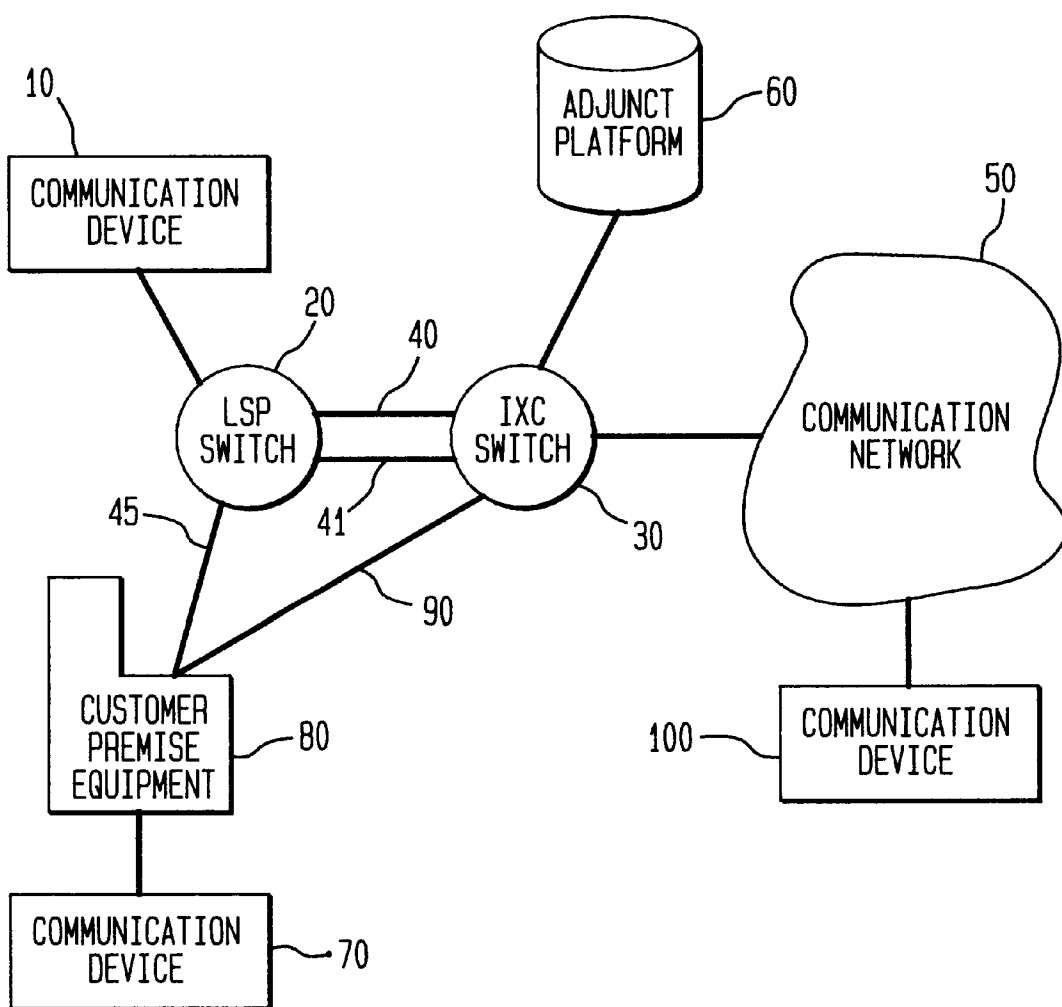 ADJUNCT
PLATFORM
60
10
COMMUNICATION
DEVICE
50
20
40
LSP
SWITCH
IXC
SWITCH
COMMUNICATION
NETWORK
45
41
30
90
CUSTOMER
PREMISE
EQUIPMENT
80
100
COMMUNICATION
DEVICE
COMMUNICATION
DEVICE
70